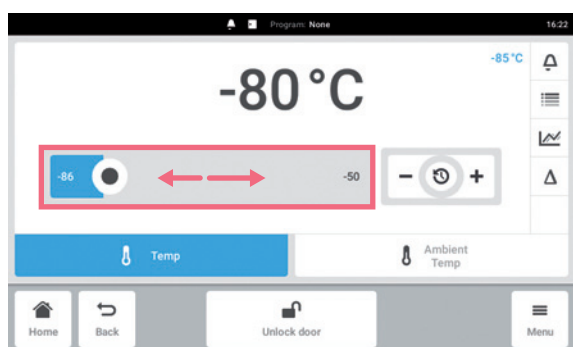 Program: None
16:22
-85 °C
-80 °C
-86
-50
- +
Temp
Ambient
Temp
Home
Back
Unlock door
Menu